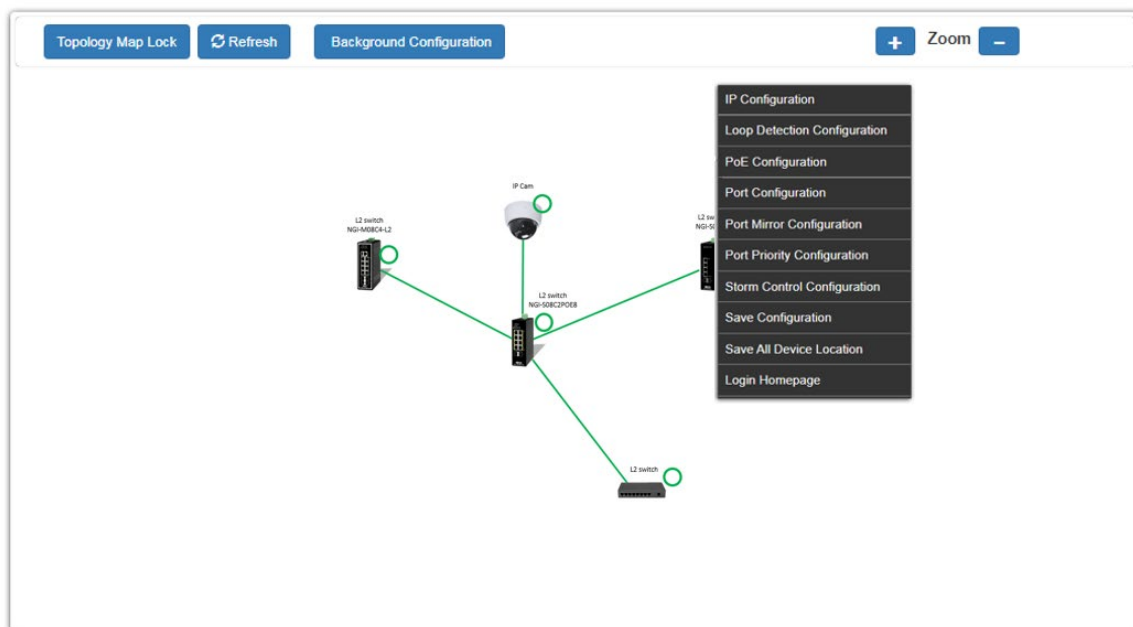 Topology Map Lock
Refresh
Background Configuration
+
Zoom
–
IP Configuration
Loop Detection Configuration
PoE Configuration
Port Configuration
Port Mirror Configuration
Port Priority Configuration
Storm Control Configuration
Save Configuration
Save All Device Location
Login Homepage
IP Cam
L2 switch
NGI-M08C4-L2
L2 sw
L2 switch
NGI-S08C2POE8
L2 switch